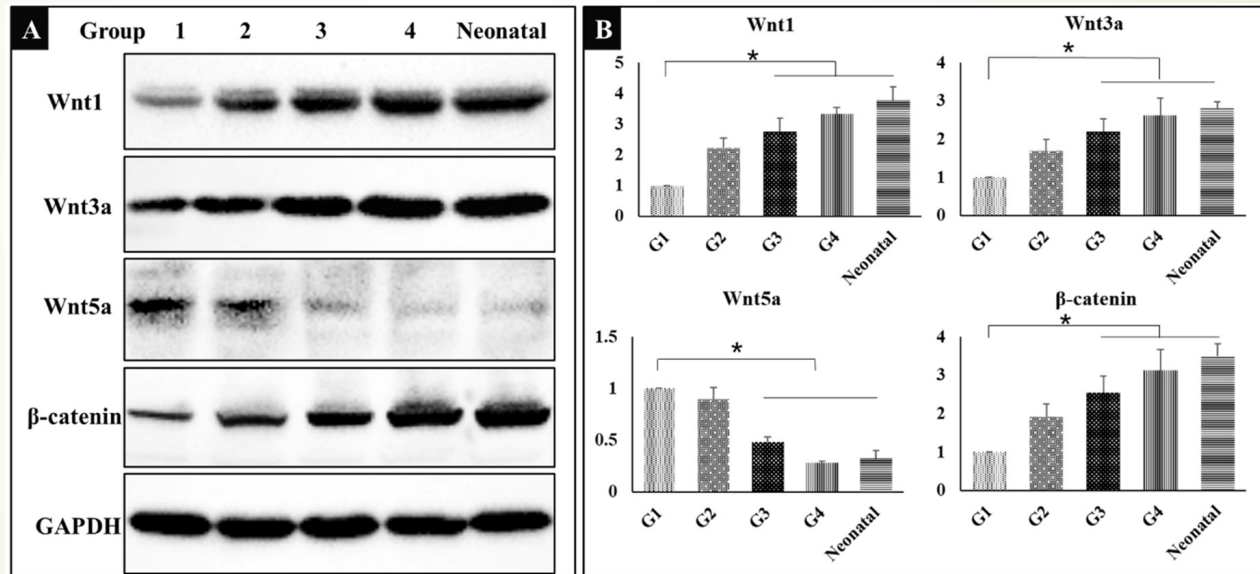 A
Group 1 2 3 4 Neonatal
Wnt1
Wnt3a
Wnt5a
β-catenin
GAPDH
B
Wnt1
*
5
4
3
2
1
0
G1 G2 G3 G4 Neonatal
Wnt3a
*
4
3
2
1
0
G1 G2 G3 G4 Neonatal
Wnt5a
*
1.5
1
0.5
0
G1 G2 G3 G4 Neonatal
β-catenin
*
4
3
2
1
0
G1 G2 G3 G4 Neonatal